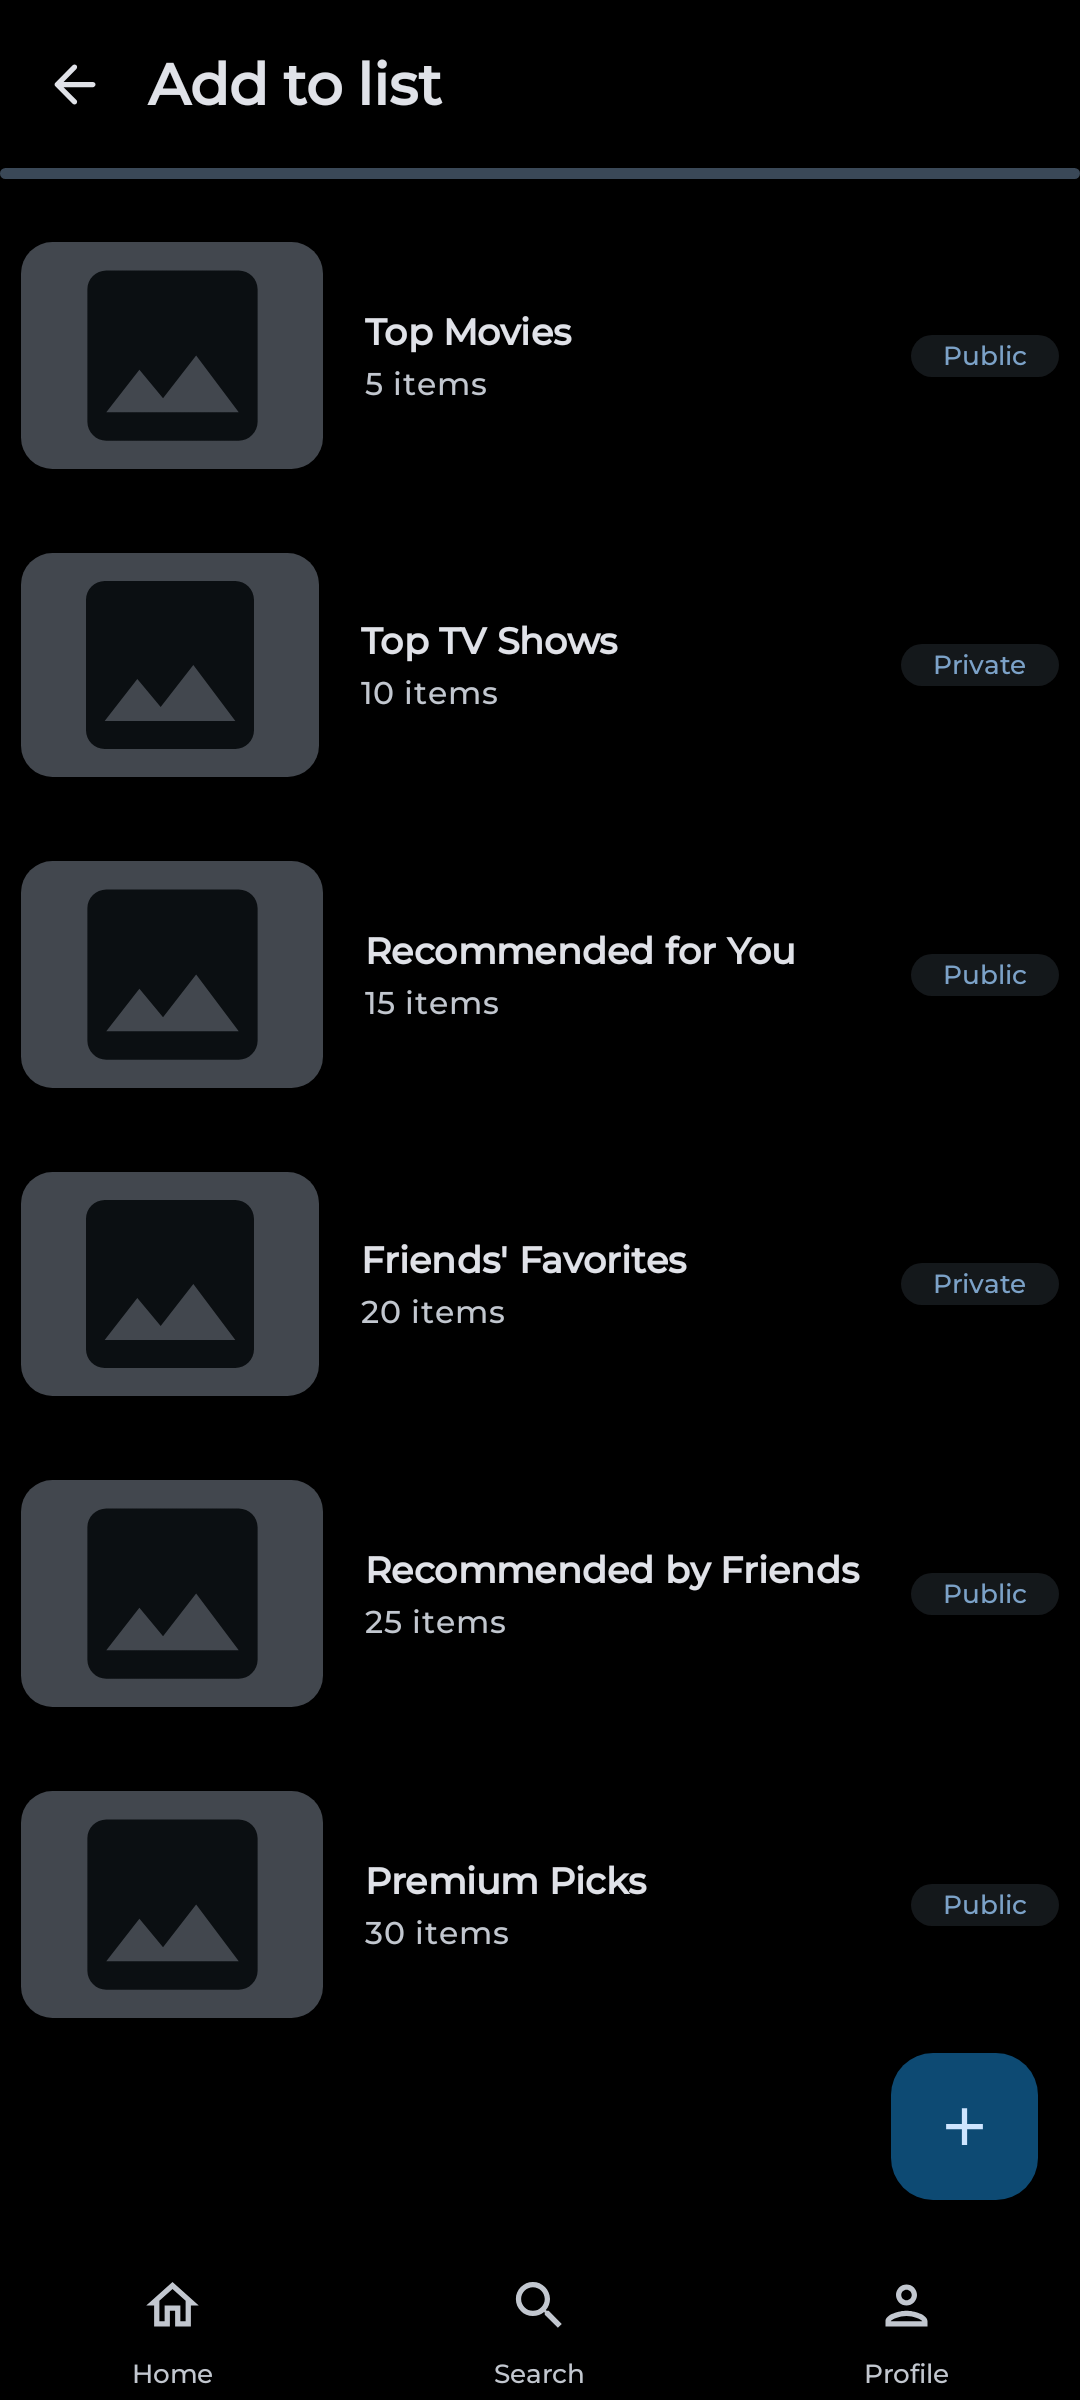 Add to list
Top Movies
5 items
Public
Top TV Shows
10 items
Private
Recommended for You
15 items
Public
Friends' Favorites
20 items
Private
Recommended by Friends
25 items
Public
Premium Picks
30 items
Public
Home
Search
Profile